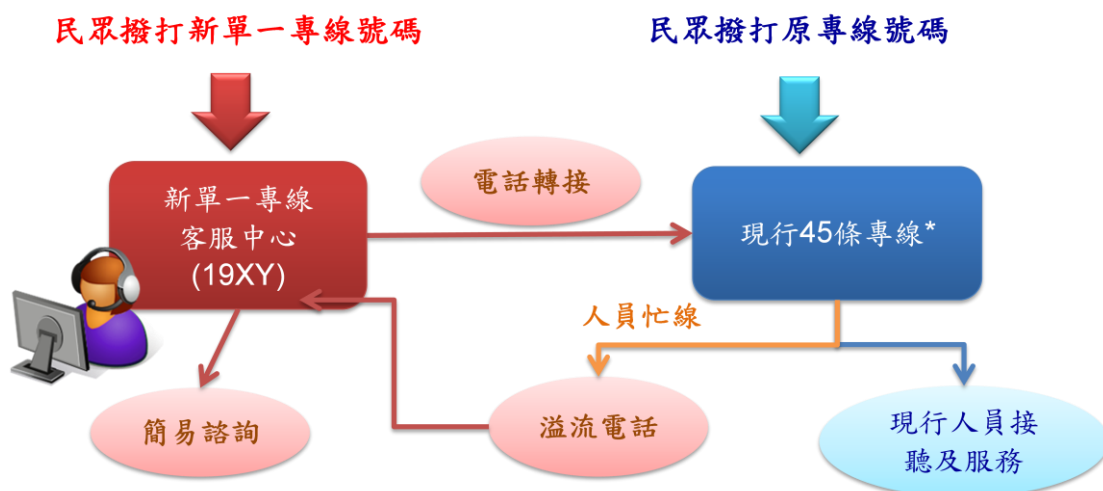 民眾撥打新單一專線號碼
民眾撥打原專線號碼
電話轉接
新單一專線
客服中心
(19XY)
現行45條專線*
人員忙線
簡易諮詢
溢流電話
現行人員接
聽及服務